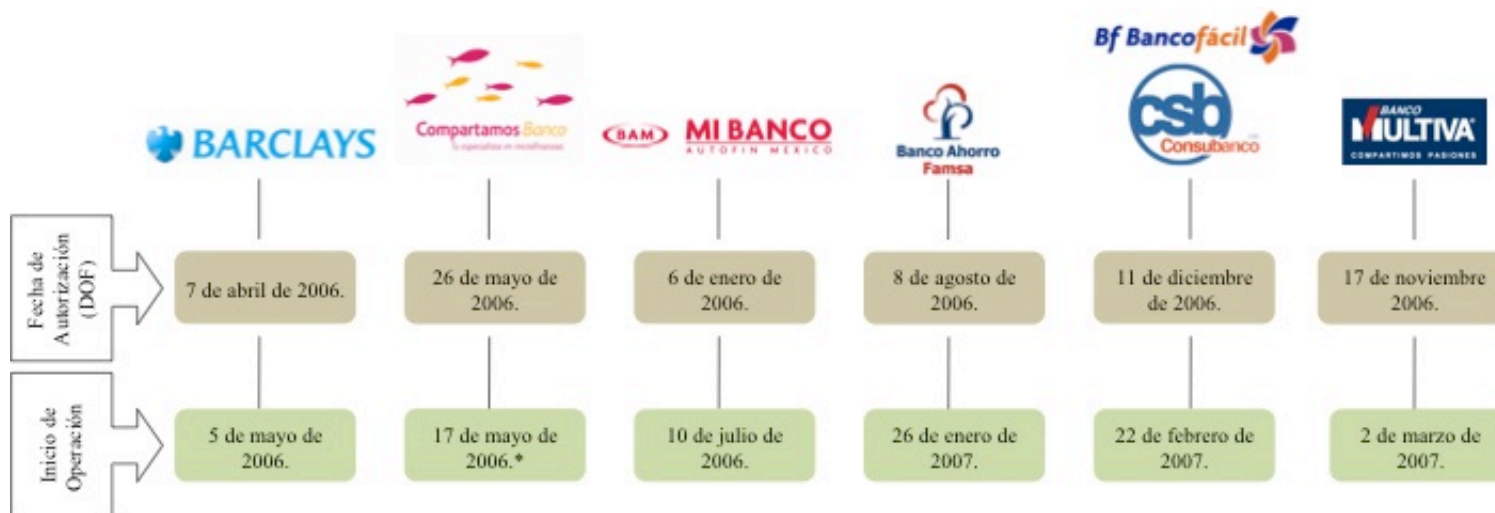 Bf Bancofácil
csb
Consubanco
BARCLAYS
Compartamos Banco
BAM
MI BANCO
AUTOFIN MEXICO
Banco Ahorro
Famsa
BANCO
MULTIVA
COMPARTIMOS PASIONES
Fecha de
Autorización
(DOF)
7 de abril de 2006.
26 de mayo de
2006.
6 de enero de
2006.
8 de agosto de
2006.
11 de diciembre
de 2006.
17 de noviembre
2006.
Inicio de
Operación
5 de mayo de
2006.
17 de mayo de
2006.*
10 de julio de
2006.
26 de enero de
2007.
22 de febrero de
2007.
2 de marzo de
2007.